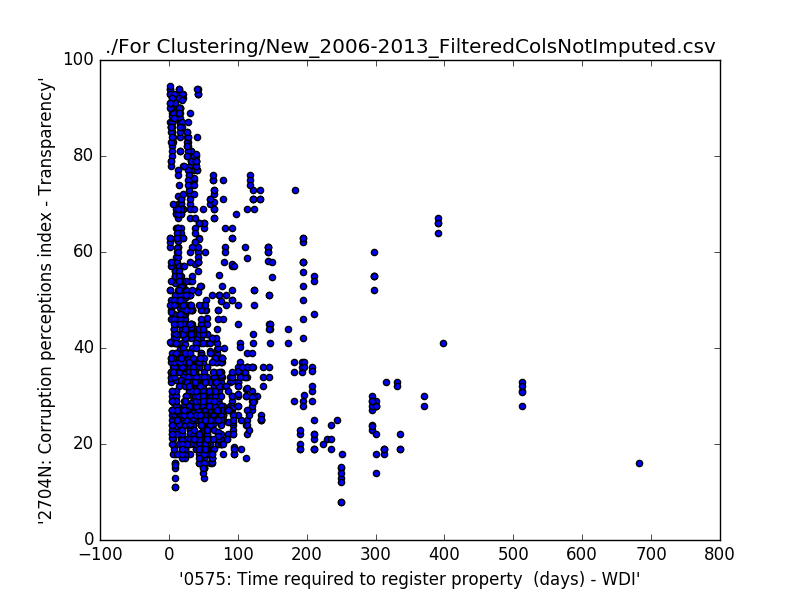 ./For Clustering/New_2006-2013_FilteredColsNotImputed.csv
'2704N: Corruption perceptions index - Transparency'
100
80
60
40
20
0
−100 0 100 200 300 400 500 600 700 800
'0575: Time required to register property  (days) - WDI'